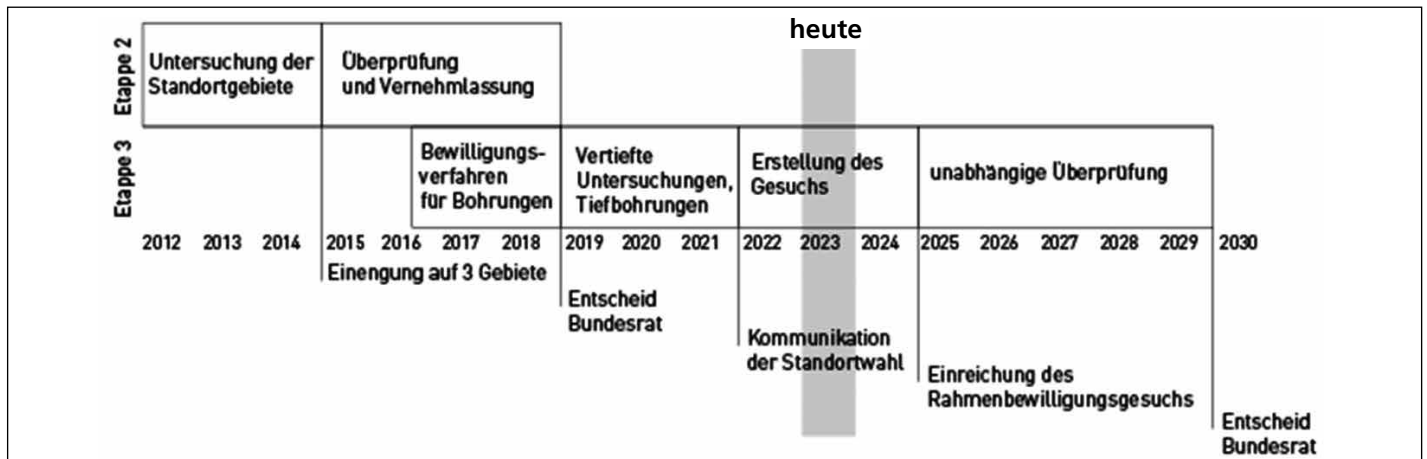 heute
Etappe 2
Untersuchung der
Standortgebiete
Überprüfung
und Vernehmlassung
Etappe 3
Bewilligungs-
verfahren
für Bohrungen
Vertiefte
Untersuchungen,
Tiefbohrungen
Erstellung des
Gesuchs
unabhängige Überprüfung
2012 2013 2014 2015 2016 2017 2018 2019 2020 2021 2022 2023 2024 2025 2026 2027 2028 2029 2030
Einengung auf 3 Gebiete
Entscheid
Bundesrat
Kommunikation
der Standortwahl
Einreichung des
Rahmenbewilligungsgesuchs
Entscheid
Bundesrat